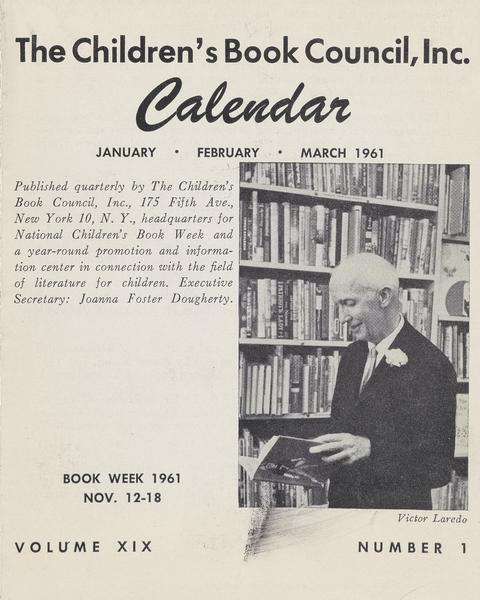 The Children's Book Council, Inc.
Calendar
JANUARY • FEBRUARY • MARCH 1961
Published quarterly by The Children's
Book Council, Inc., 175 Fifth Ave.,
New York 10, N. Y., headquarters for
National Children's Book Week and
a year-round promotion and informa-
tion center in connection with the field
of literature for children. Executive
Secretary: Joanna Foster Dougherty.
BOOK WEEK 1961
NOV. 12-18
Victor Laredo
VOLUME XIX
NUMBER 1